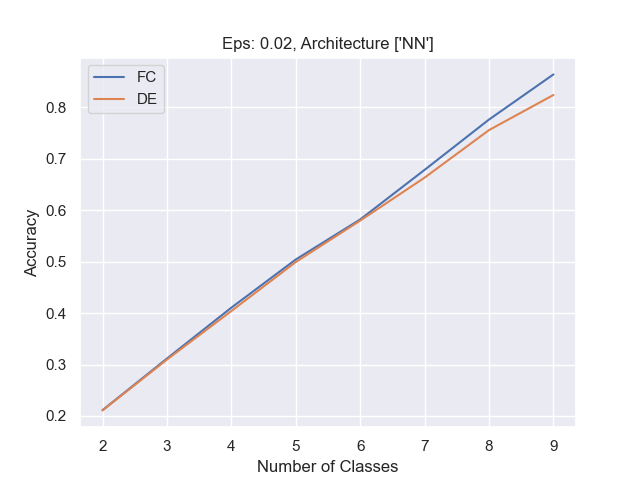 Eps: 0.02, Architecture ['NN']
FC
DE
0.8
0.7
0.6
0.5
0.4
0.3
0.2
Accuracy
2 3 4 5 6 7 8 9
Number of Classes